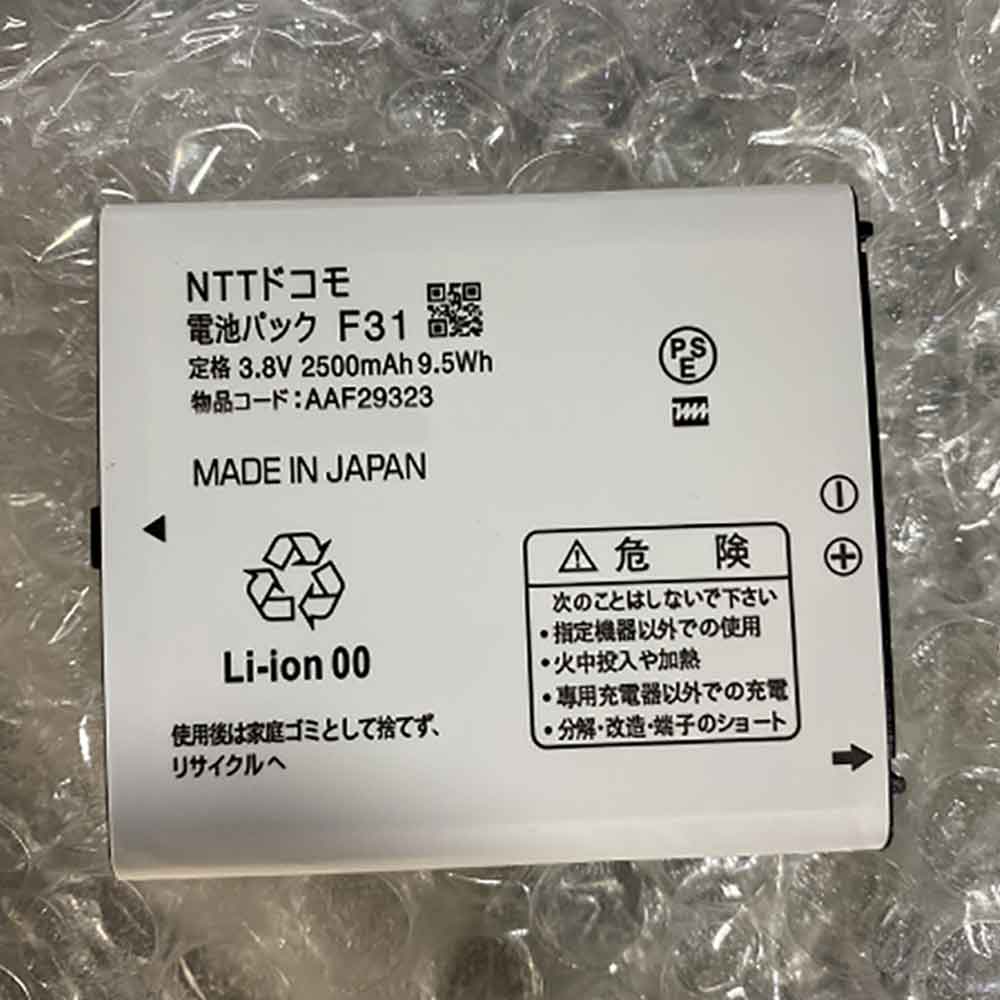 NTTドコモ
電池パック F31
定格 3.8V 2500mAh 9.5Wh
物品コード:AAF29323
MADE IN JAPAN
PSE
Li-ion 00
使用後は家庭ゴミとして捨てず、
リサイクルへ
危 険
次のことはしないで下さい
・指定機器以外での使用
・火中投入や加熱
・専用充電器以外での充電
・分解・改造・端子のショート